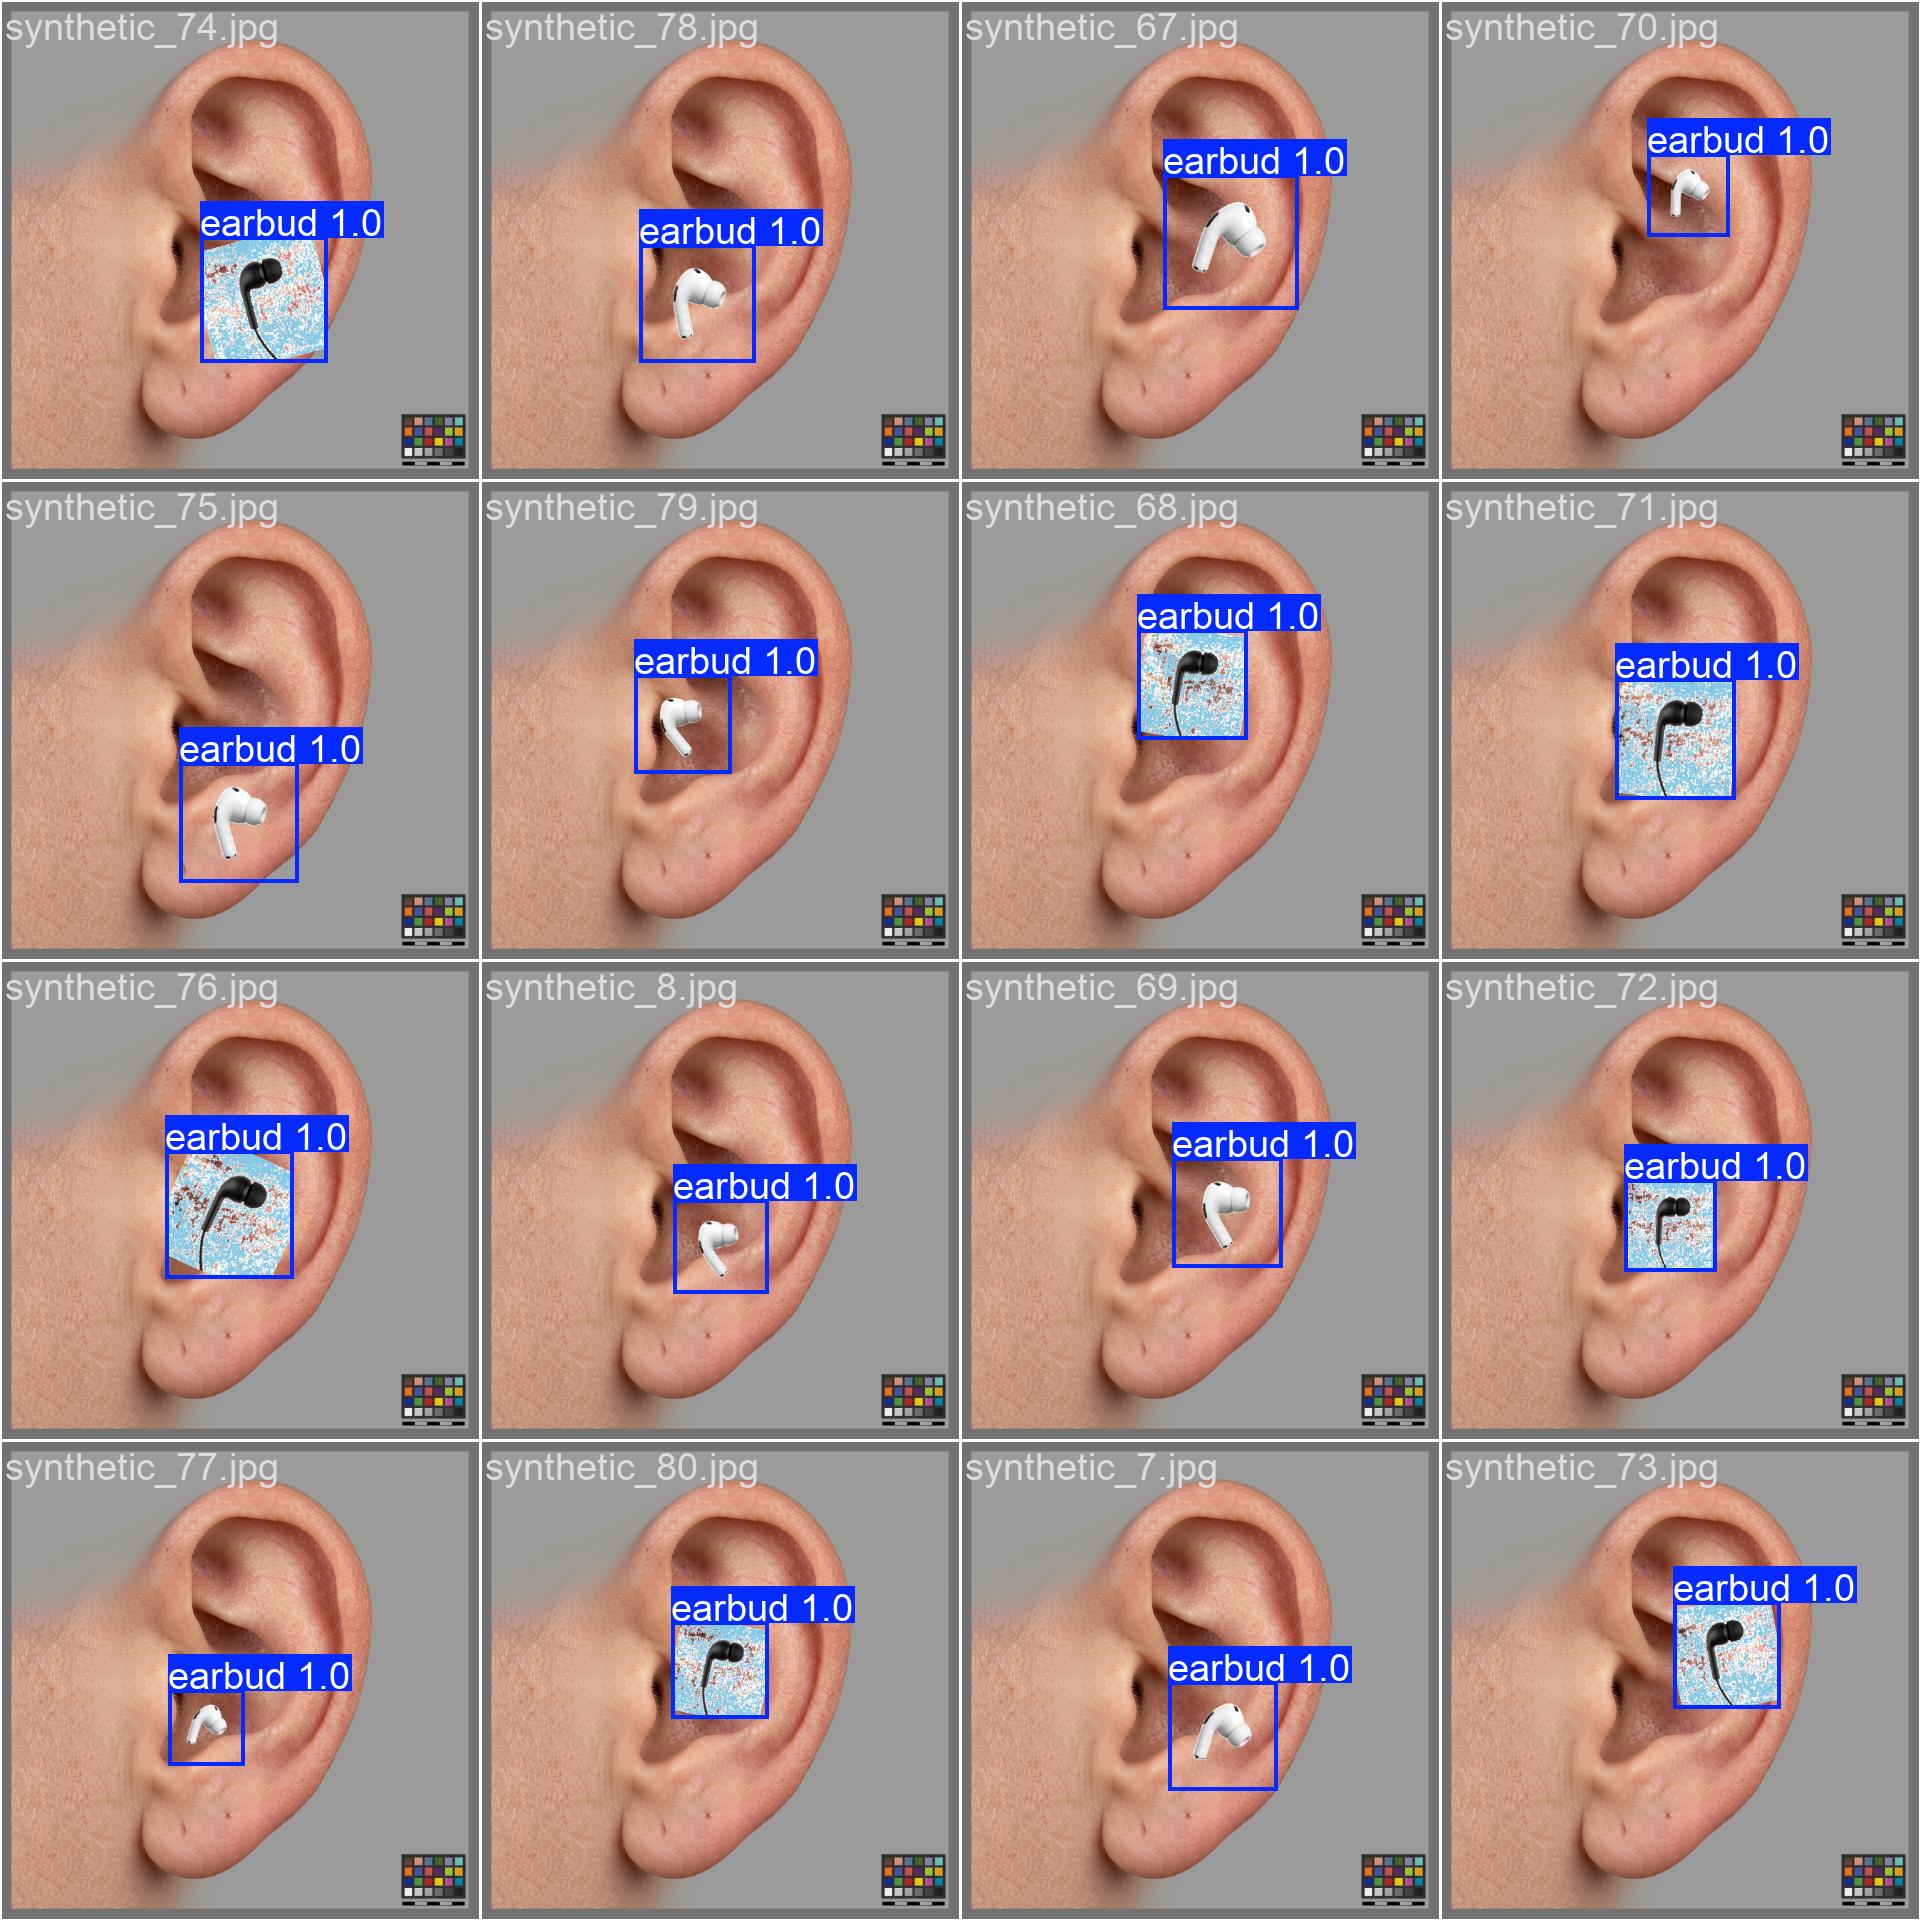 synthetic_74.jpg
earbud 1.0
synthetic_78.jpg
earbud 1.0
synthetic_67.jpg
earbud 1.0
synthetic_70.jpg
earbud 1.0
synthetic_75.jpg
earbud 1.0
synthetic_79.jpg
earbud 1.0
synthetic_68.jpg
earbud 1.0
synthetic_71.jpg
earbud 1.0
synthetic_76.jpg
earbud 1.0
synthetic_8.jpg
earbud 1.0
synthetic_69.jpg
earbud 1.0
synthetic_72.jpg
earbud 1.0
synthetic_77.jpg
earbud 1.0
synthetic_80.jpg
earbud 1.0
synthetic_7.jpg
earbud 1.0
synthetic_73.jpg
earbud 1.0